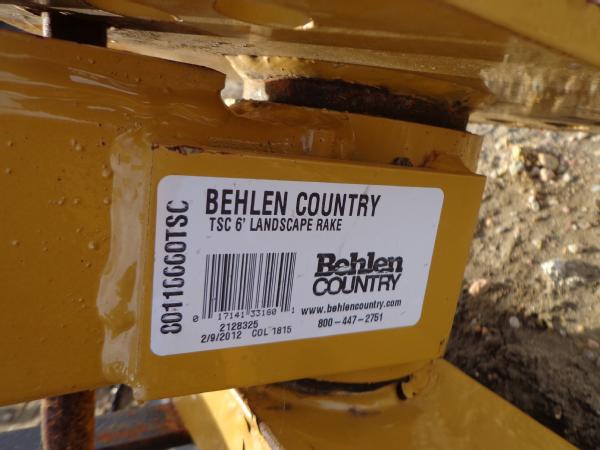 80110660TSC
BEHLEN COUNTRY
TSC 6' LANDSCAPE RAKE
Behlen
COUNTRY
www.behlencountry.com
800-447-2751
0 17141 33180 1
2128325
2/9/2012 COL 1815